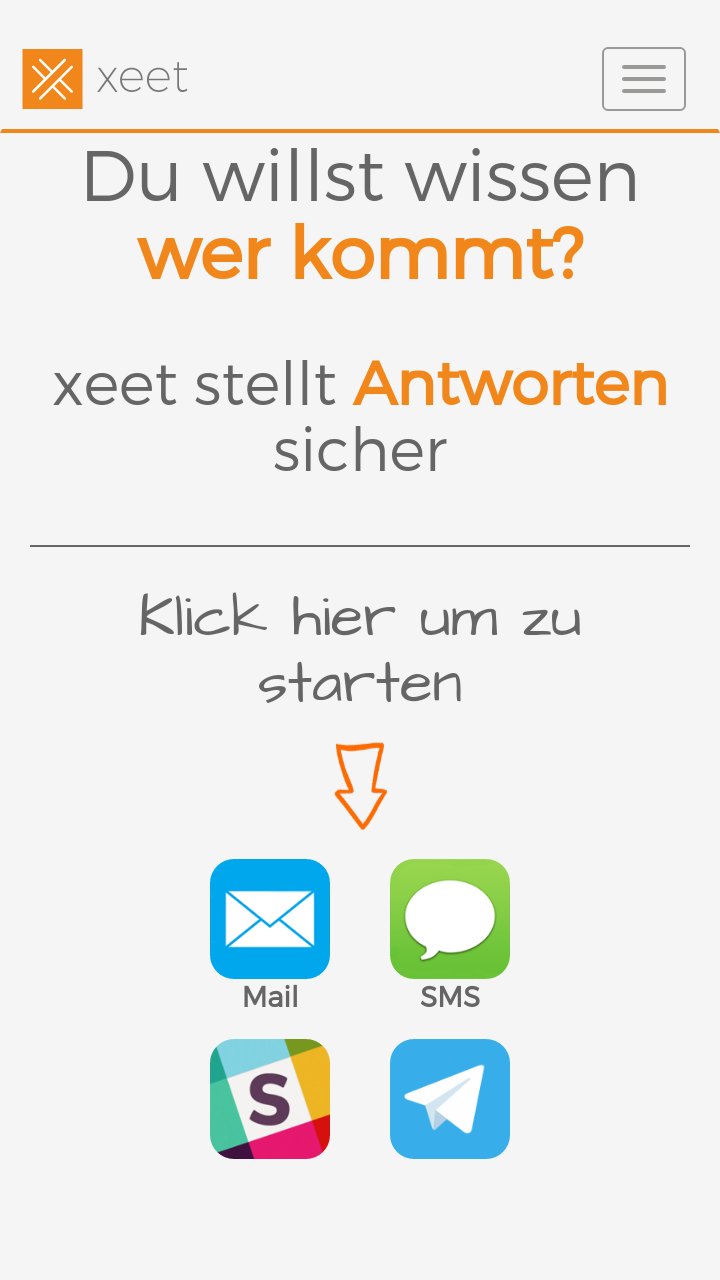 xeet
Du willst wissen
wer kommt?
xeet stellt Antworten
sicher
Klick hier um zu
starten
Mail
SMS
S